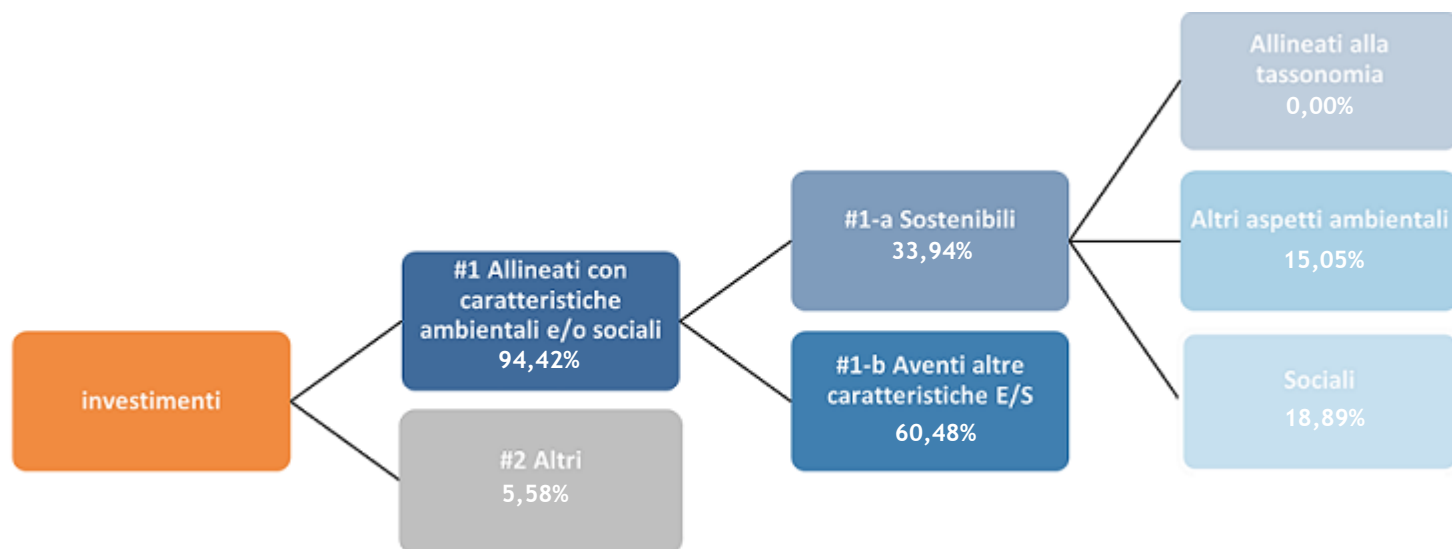 investimenti
#1 Allineati con
caratteristiche
ambientali e/o sociali
94,42%
#2 Altri
5,58%
#1-a Sostenibili
33,94%
#1-b Aventi altre
caratteristiche E/S
60,48%
Allineati alla
tassonomia
0,00%
Altri aspetti ambientali
15,05%
Sociali
18,89%